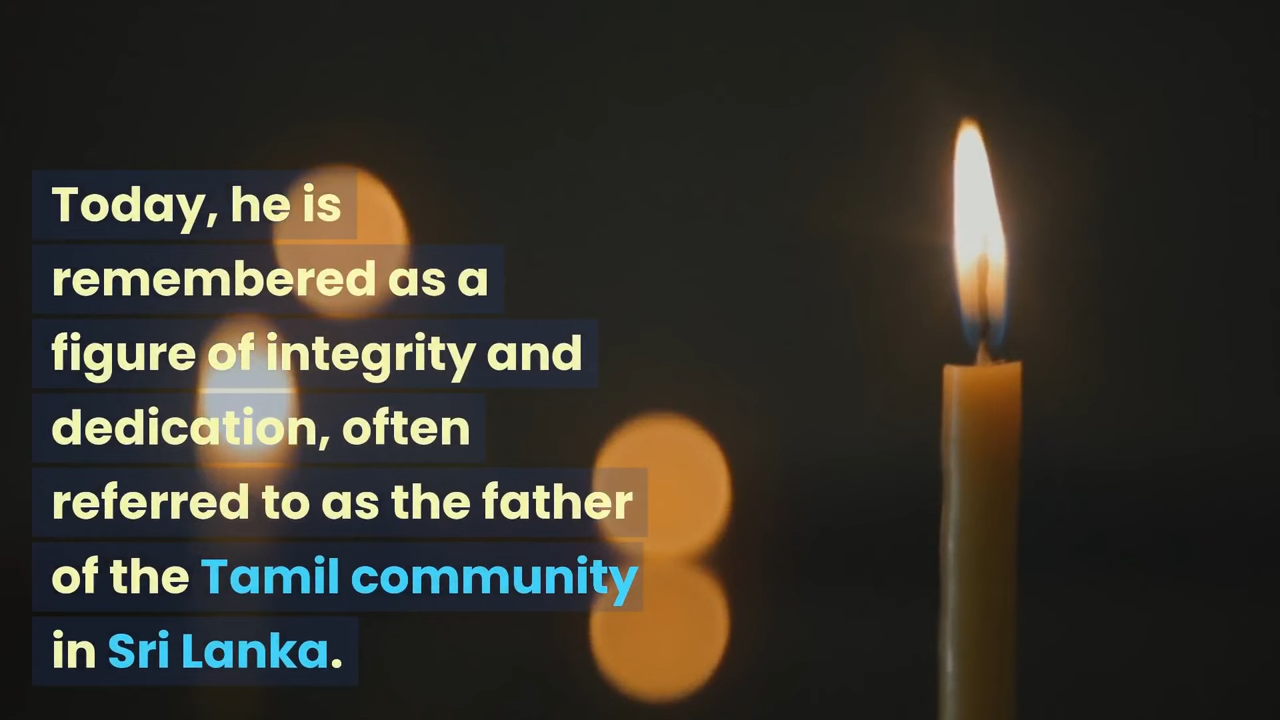 Today, he is
remembered as a
figure of integrity and
dedication, often
referred to as the father
of the Tamil community
in Sri Lanka.